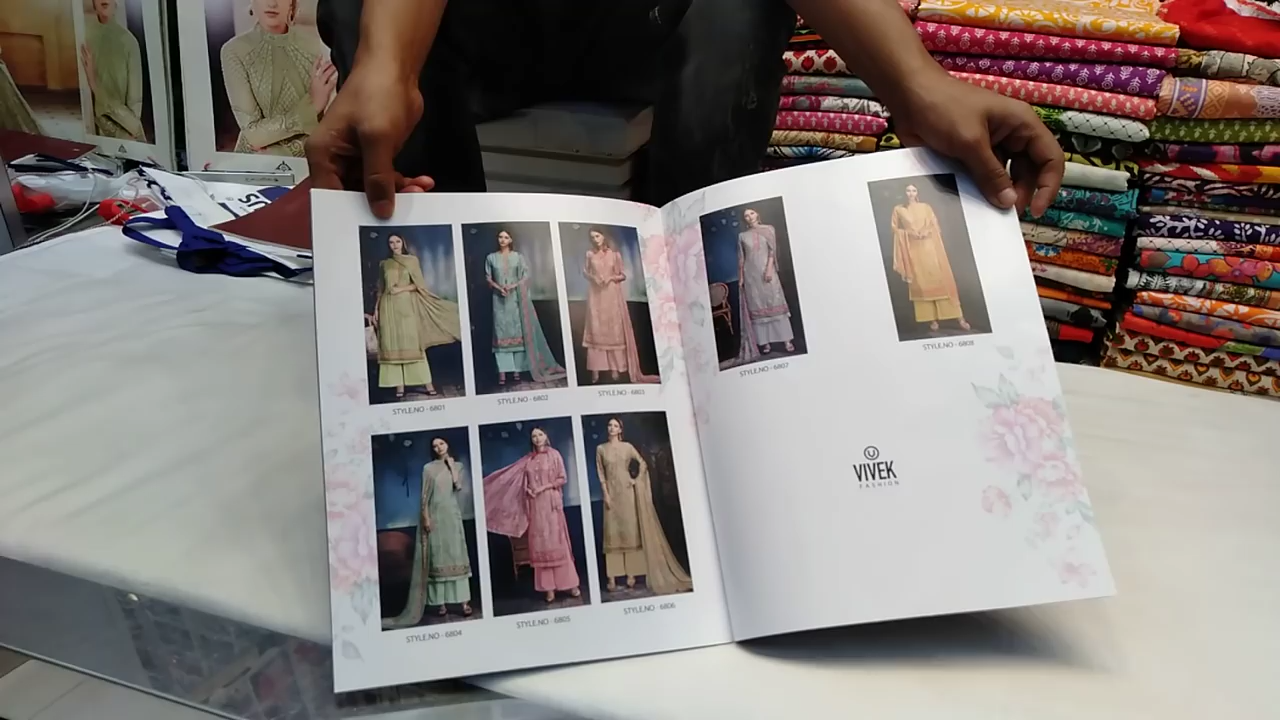 STYLE.NO - 6801
STYLE.NO - 6802
STYLE.NO - 6803
STYLE.NO - 6804
STYLE.NO - 6805
STYLE.NO - 6806
STYLE.NO - 6807
STYLE.NO - 6808
VIVEK
FASHION